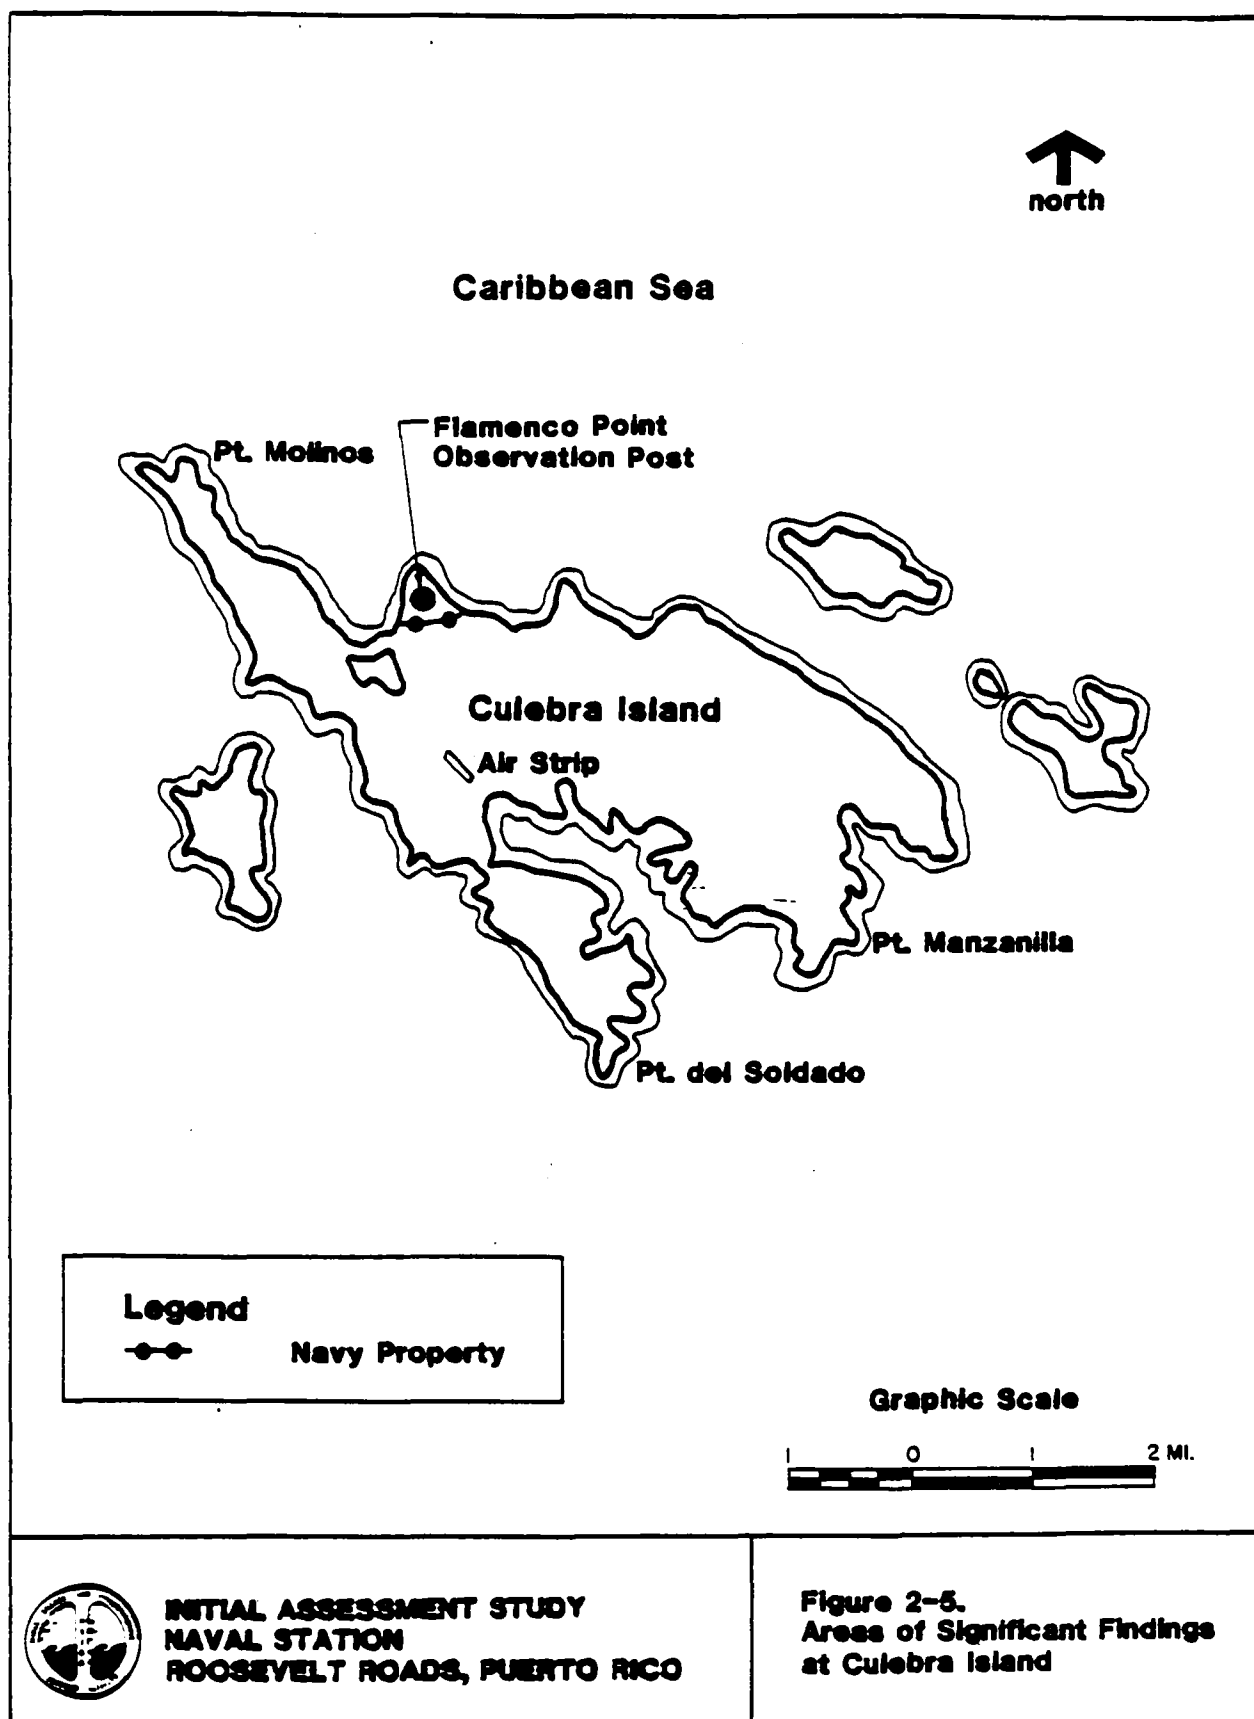 north
Caribbean Sea
Flamenco Point
Observation Post
Pt. Molinos
Culebra Island
Air Strip
Pt. Manzanilla
Pt. del Soldado
Legend
Navy Property
Graphic Scale
1 0 1 2 MI.
INITIAL ASSESSMENT STUDY
NAVAL STATION
ROOSEVELT ROADS, PUERTO RICO
Figure 2-5.
Areas of Significant Findings
at Culebra Island